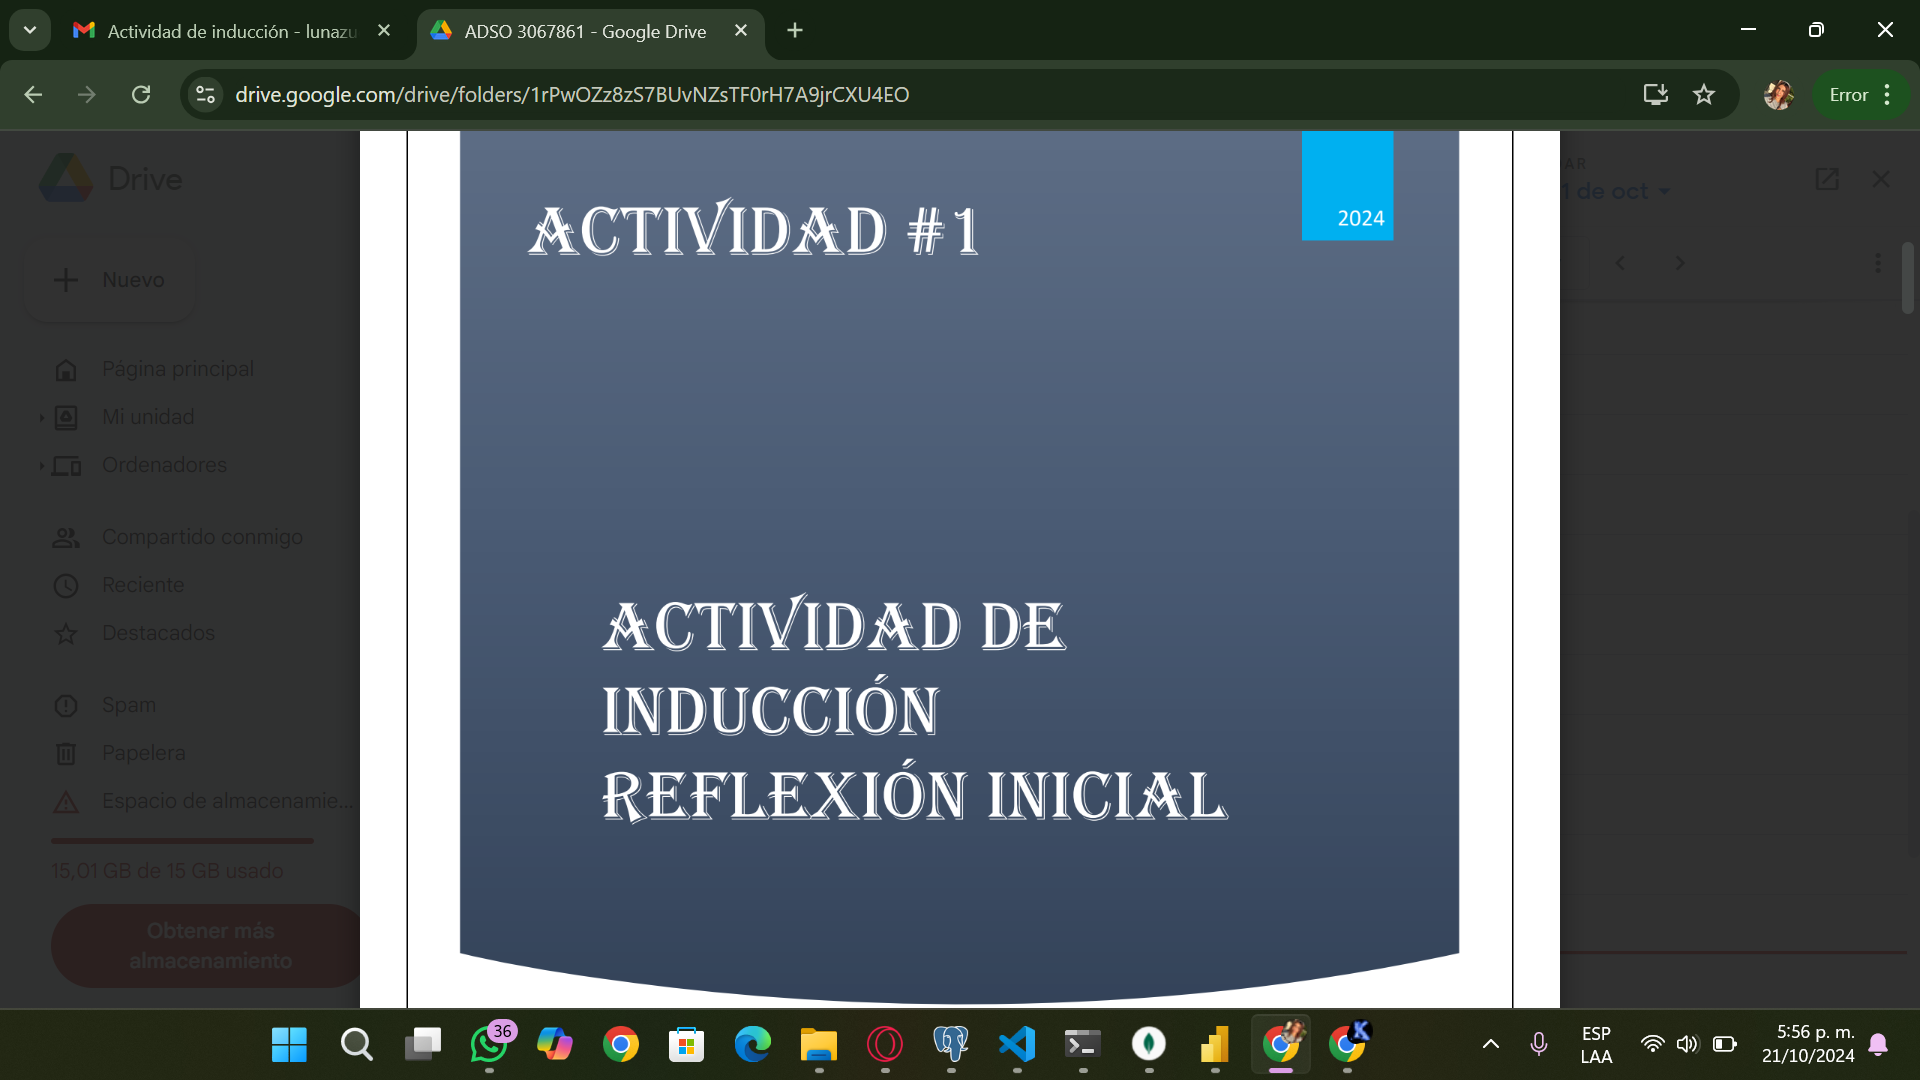 Actividad de inducción - lunazu
ADSO 3067861 - Google Drive
drive.google.com/drive/folders/1rPwOZz8zS7BUvNZsTF0rH7A9jrCXU4EO
Error
Drive
AR
1 de oct
Nuevo
Página principal
Mi unidad
Ordenadores
Compartido conmigo
Reciente
Destacados
Spam
Papelera
Espacio de almacenamie...
15,01 GB de 15 GB usado
Obtener más
almacenamiento
2024
ACTIVIDAD #1
ACTIVIDAD DE
INDUCCIÓN
REFLEXIÓN INICIAL
36
K
ESP
LAA
5:56 p. m.
21/10/2024